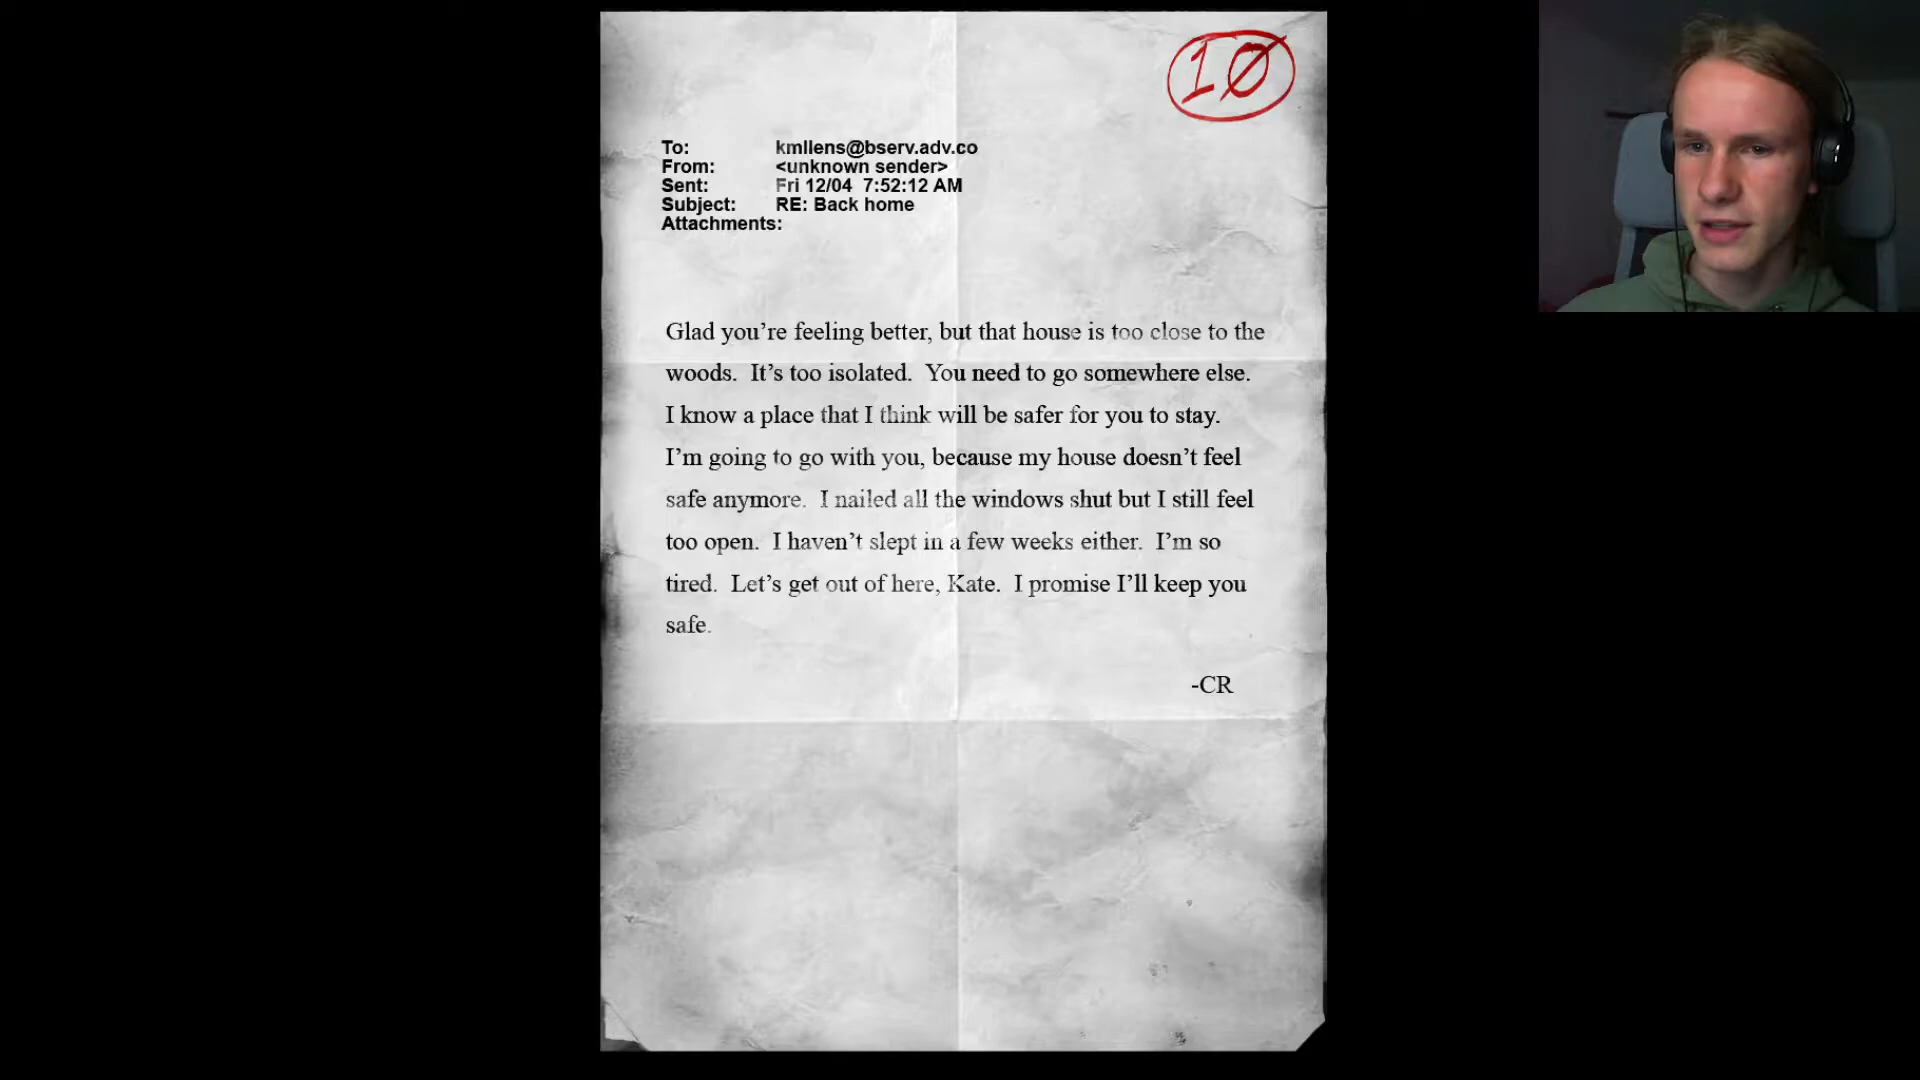 10
To: kmllens@bserv.adv.co
From: <unknown sender>
Sent: Fri 12/04 7:52:12 AM
Subject: RE: Back home
Attachments:
Glad you’re feeling better, but that house is too close to the
woods. It’s too isolated. You need to go somewhere else.
I know a place that I think will be safer for you to stay.
I’m going to go with you, because my house doesn’t feel
safe anymore. I nailed all the windows shut but I still feel
too open. I haven’t slept in a few weeks either. I’m so
tired. Let’s get out of here, Kate. I promise I’ll keep you
safe.
-CR